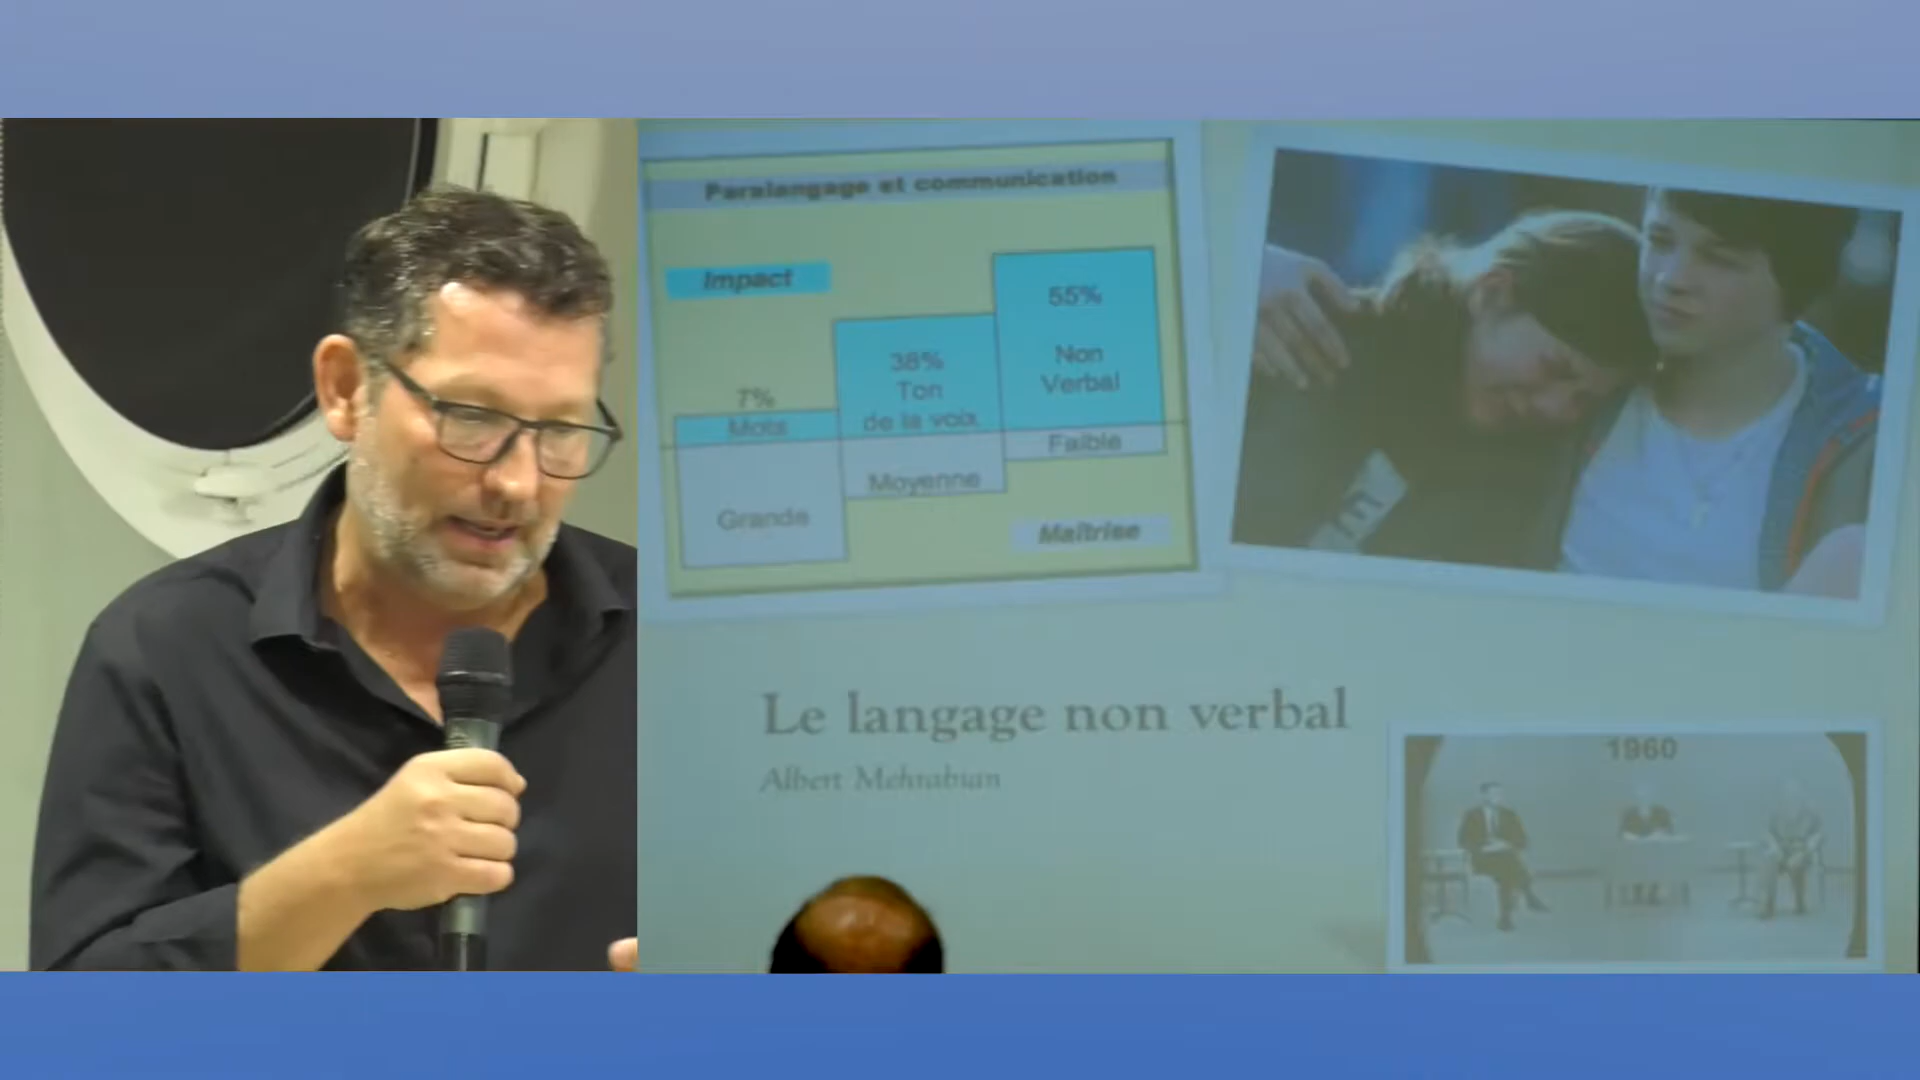 Paralangage et communication
Impact
55%
38%
Non
Ton
Verbal
7%
Mots
de la voix
Faible
Moyenne
Grande
Maîtrise
Le langage non verbal
Albert Mehrabian
1960